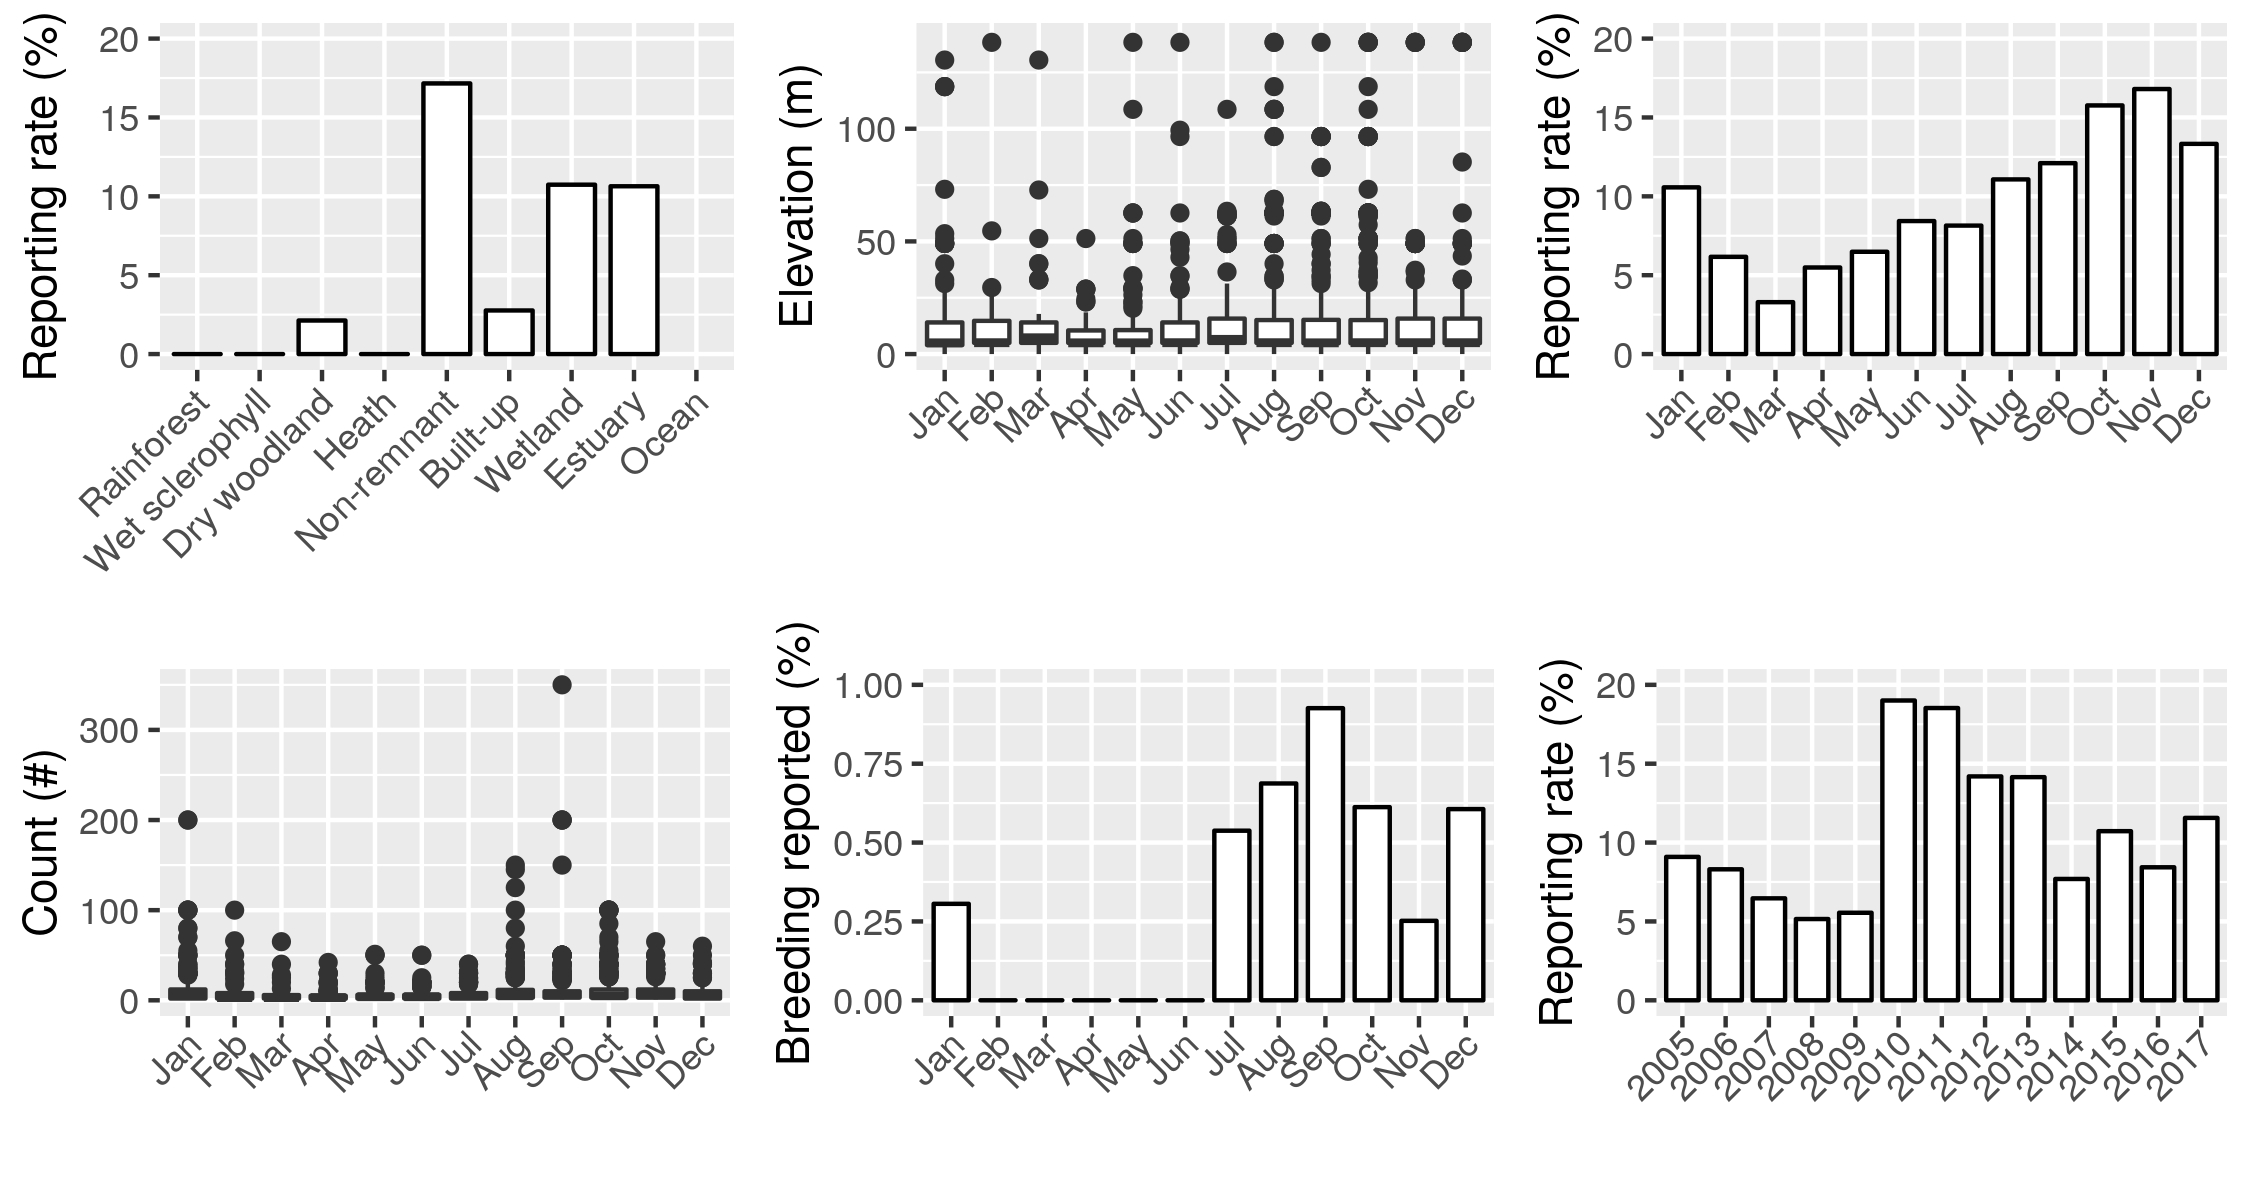 Reporting rate (%)
20
15
10
5
0
Rainforest
Wet sclerophyll
Dry woodland
Heath
Non-remnant
Built-up
Wetland
Estuary
Ocean
Elevation (m)
100
50
0
Jan
Feb
Mar
Apr
May
Jun
Jul
Aug
Sep
Oct
Nov
Dec
Reporting rate (%)
20
15
10
5
0
Jan
Feb
Mar
Apr
May
Jun
Jul
Aug
Sep
Oct
Nov
Dec
Count (#)
300
200
100
0
Jan
Feb
Mar
Apr
May
Jun
Jul
Aug
Sep
Oct
Nov
Dec
Breeding reported (%)
1.00
0.75
0.50
0.25
0.00
Jan
Feb
Mar
Apr
May
Jun
Jul
Aug
Sep
Oct
Nov
Dec
Reporting rate (%)
20
15
10
5
0
2005
2006
2007
2008
2009
2010
2011
2012
2013
2014
2015
2016
2017